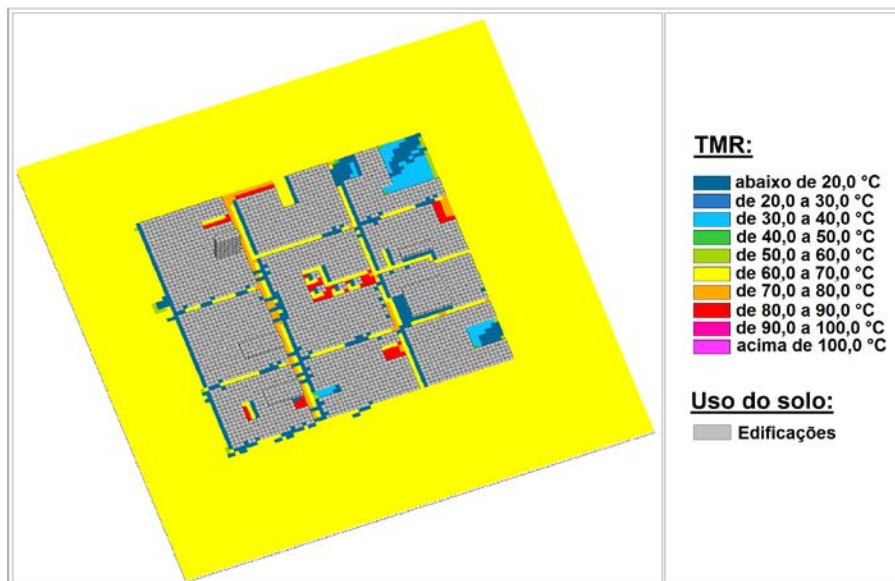 TMR:
abaixo de 20,0 °C
de 20,0 a 30,0 °C
de 30,0 a 40,0 °C
de 40,0 a 50,0 °C
de 50,0 a 60,0 °C
de 60,0 a 70,0 °C
de 70,0 a 80,0 °C
de 80,0 a 90,0 °C
de 90,0 a 100,0 °C
acima de 100,0 °C
Uso do solo:
Edificações